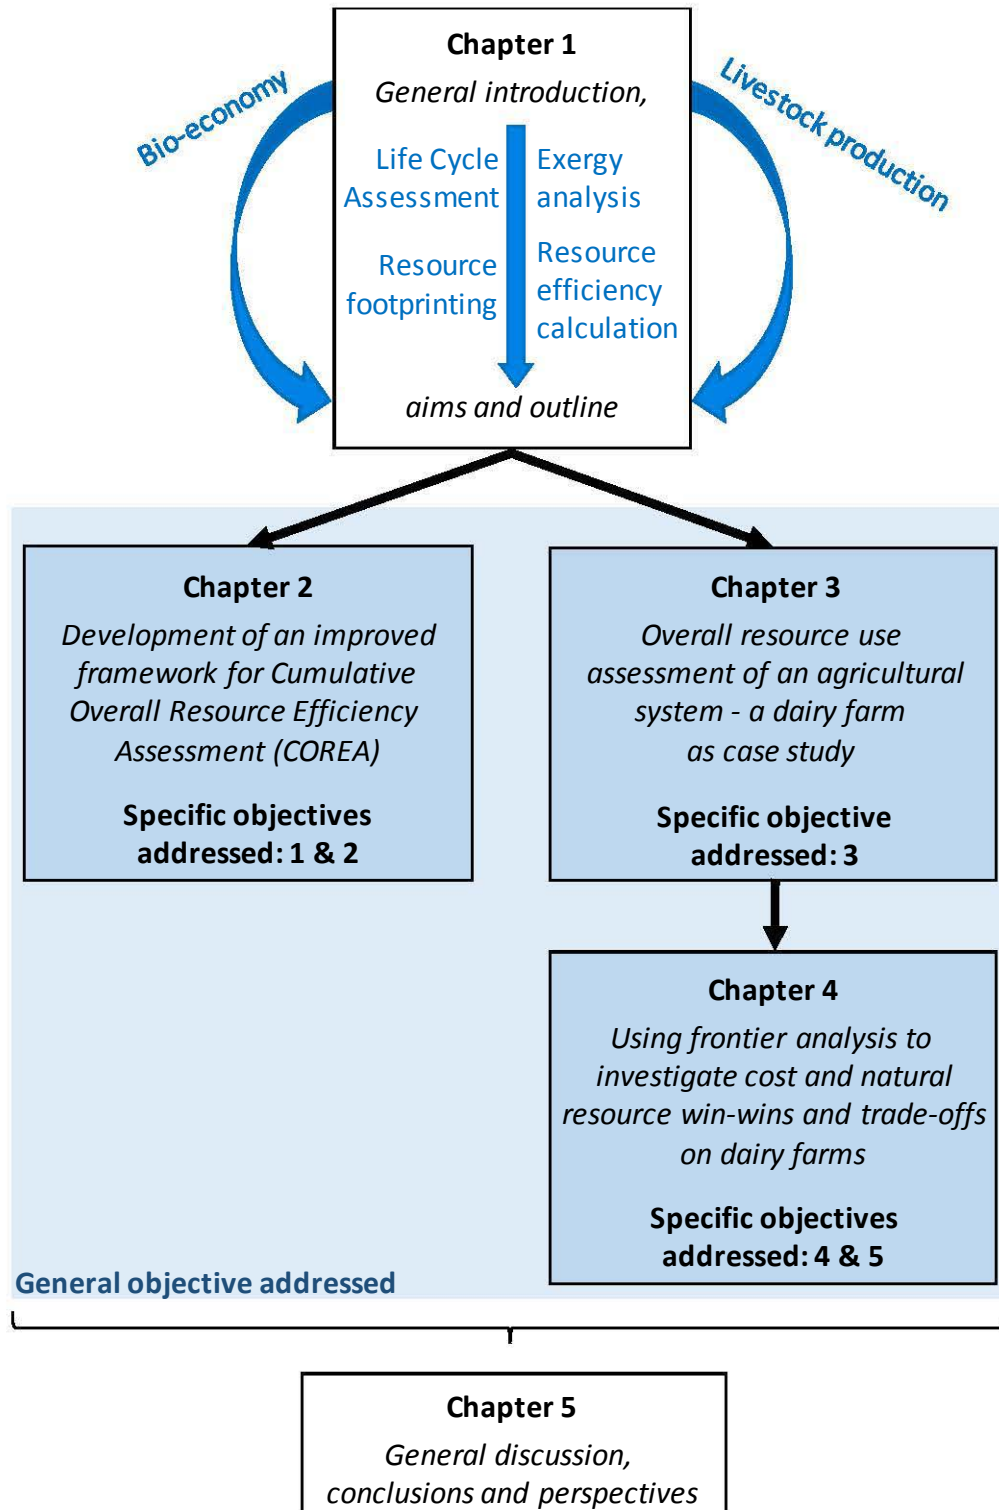 Chapter 1
General introduction,
Bio-economy
Livestock production
Life Cycle
Assessment
Exergy
analysis
Resource
footprinting
Resource
efficiency
calculation
aims and outline
Chapter 2
Development of an improved
framework for Cumulative
Overall Resource Efficiency
Assessment (COREA)
Specific objectives
addressed: 1 & 2
Chapter 3
Overall resource use
assessment of an agricultural
system - a dairy farm
as case study
Specific objective
addressed: 3
Chapter 4
Using frontier analysis to
investigate cost and natural
resource win-wins and trade-offs
on dairy farms
Specific objectives
addressed: 4 & 5
General objective addressed
Chapter 5
General discussion,
conclusions and perspectives